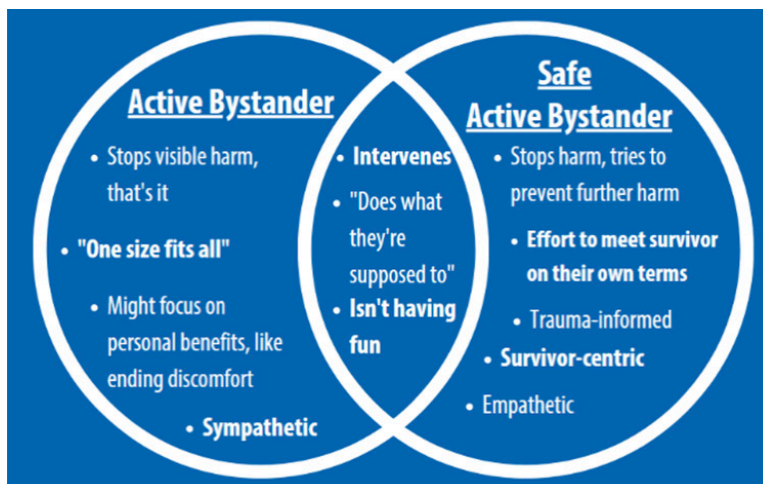 Active Bystander
• Stops visible harm,
that's it
• "One size fits all"
• Might focus on
personal benefits, like
ending discomfort
• Sympathetic
• Intervenes
• "Does what
they're
supposed to"
• Isn't having
fun
Safe
Active Bystander
• Stops harm, tries to
prevent further harm
• Effort to meet survivor
on their own terms
• Trauma-informed
• Survivor-centric
• Empathetic